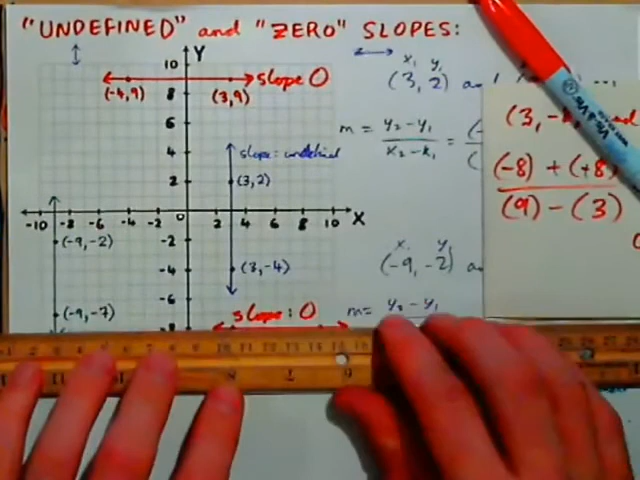 "UNDEFINED" and "ZERO" SLOPES:
Y
X
10
8
6
4
2
0
-2
-4
-6
-10 -8 -6 -4 -2 2 4 6 8 10
slope 0
(-4,9) (3,9)
slope: undefined
(3,2)
(-9,-2)
(3,-4)
(-9,-7)
slope: 0
x₁ y₁
(3, 2)
m = y₂-y₁ / x₂-x₁ =
x₁ y₁
(-9, -2)
m= y₂-y₁
(-8) + (+8)
(9) - (3)